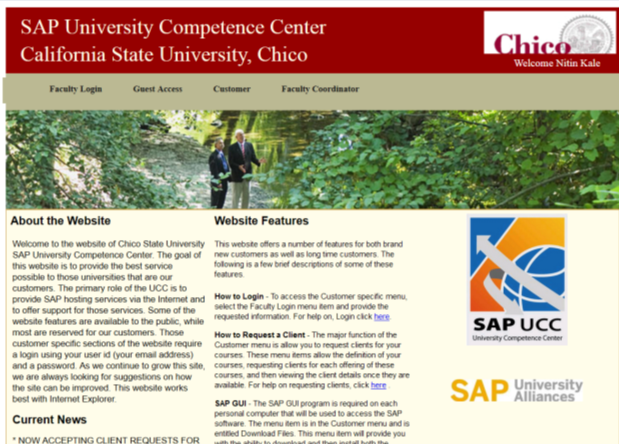 SAP University Competence Center
California State University, Chico
Chico
Welcome Nitin Kale
Faculty Login
Guest Access
Customer
Faculty Coordinator
About the Website
Welcome to the website of Chico State University
SAP University Competence Center. The goal of
this website is to provide the best service
possible to those universities that are our
customers. The primary role of the UCC is to
provide SAP hosting services via the Internet and
to offer support for those services. Some of the
website features are available to the public, while
most are reserved for our customers. Those
customer specific sections of the website require
a login using your user id (your email address)
and a password. As we continue to grow this site,
we are always looking for suggestions on how
the site can be improved. This website works
best with Internet Explorer.
Current News
* NOW ACCEPTING CLIENT REQUESTS FOR
Website Features
This website offers a number of features for both brand
new customers as well as long time customers. The
following is a few brief descriptions of some of these
features.
How to Login - To access the Customer specific menu,
select the Faculty Login menu item and provide the
requested information. For help on, Login click here.
How to Request a Client - The major function of the
Customer menu is allow you to request clients for your
courses. These menu items allow the definition of your
courses, requesting clients for each offering of these
courses, and then viewing the client details once they are
available. For help on requesting clients, click here .
SAP GUI - The SAP GUI program is required on each
personal computer that will be used to access the SAP
software. The menu item is in the Customer menu and is
entitled Download Files. This menu item will provide you
with the ability to download and then install both the
SAP UCC
University Competence Center
SAP University
Alliances